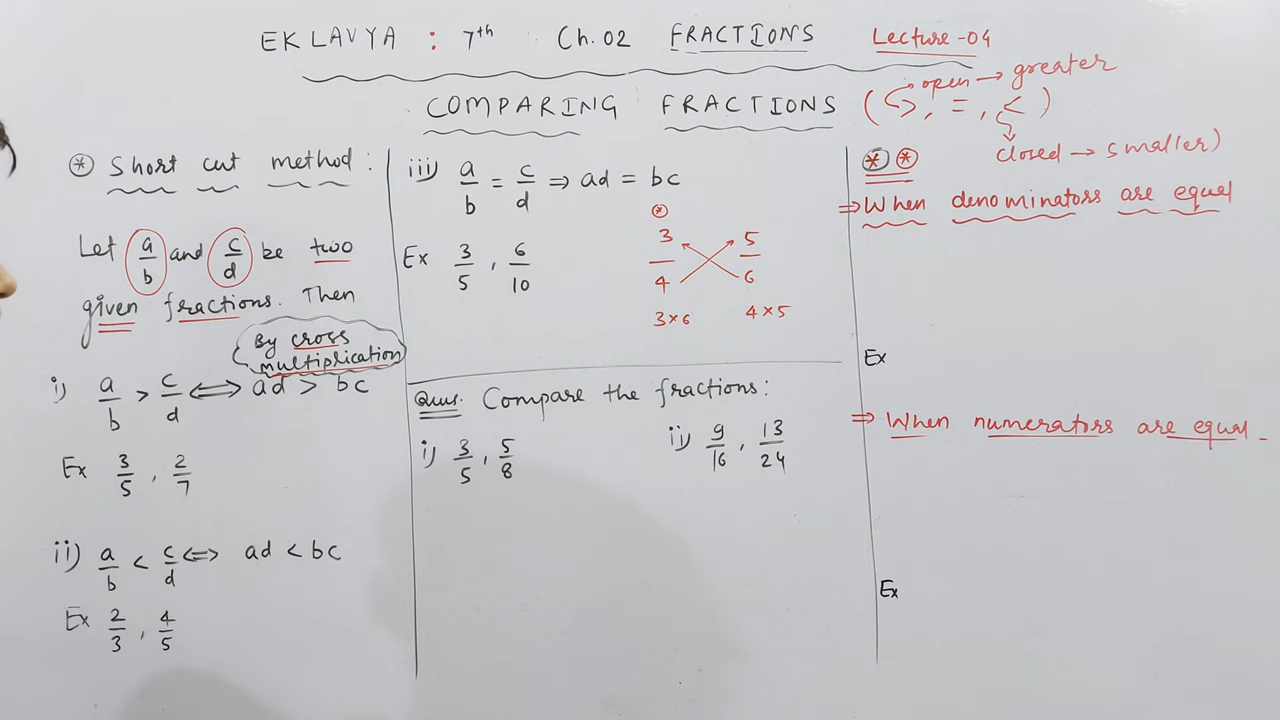 EKLAVYA : 7th Ch.02 FRACTIONS Lecture-04
COMPARING FRACTIONS ( >, =, < )
open → greater
closed → smaller)
* Short cut method :
Let a/b and c/d be two
given fractions. Then
By cross
multiplication
i) a/b > c/d ⟺ ad > bc
Ex 3/5 , 2/7
ii) a/b < c/d ⟺ ad < bc
Ex 2/3 , 4/5
iii) a/b = c/d ⇒ ad = bc
Ex 3/5 , 6/10
*
3/4 5/6
3×6 4×5
Ques. Compare the fractions:
i) 3/5 , 5/8 ii) 9/16 , 13/24
* *
⇒ When denominators are equal
Ex
⇒ When numerators are equal -
Ex